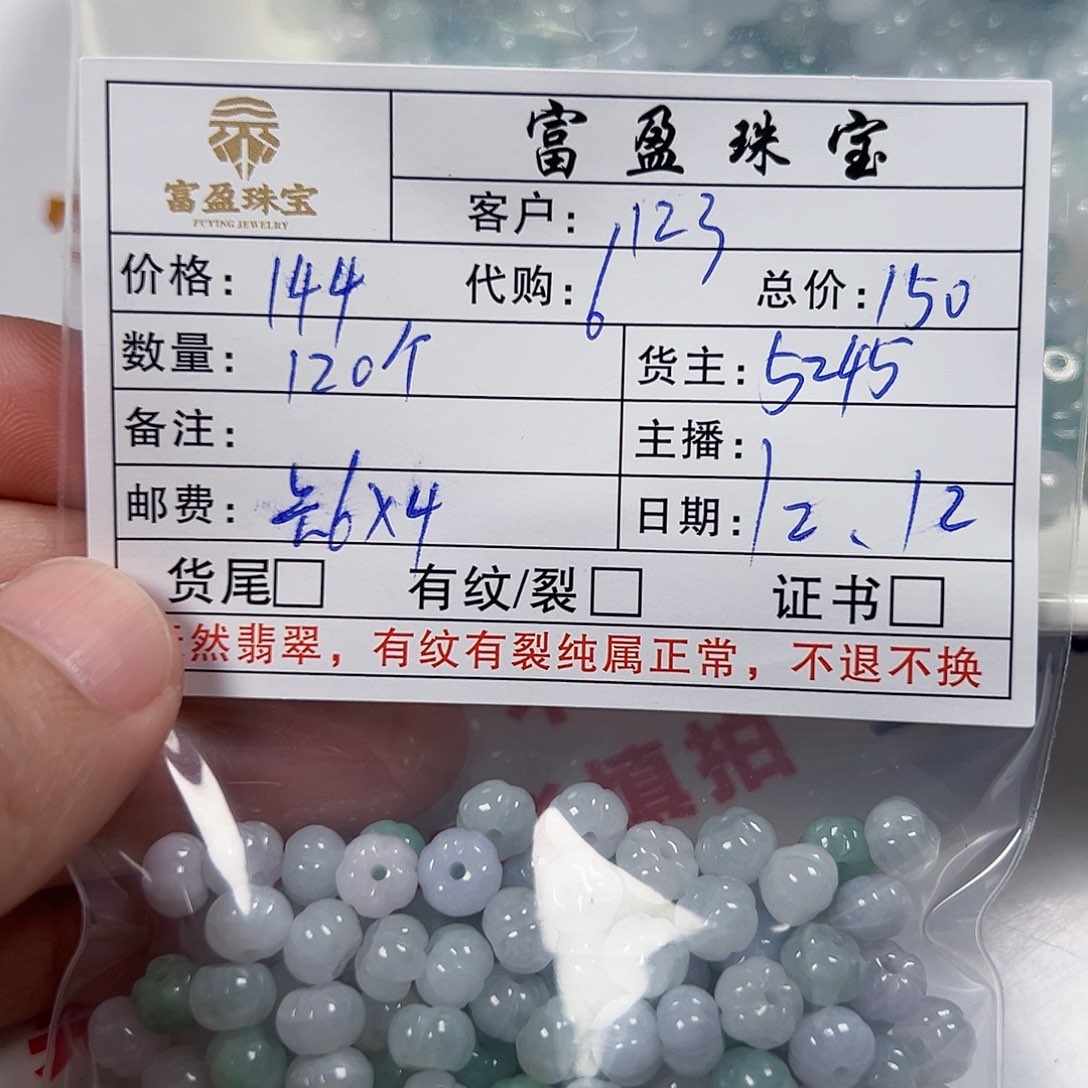 富盈珠宝
富盈珠宝
FUYING JEWELRY
客户：123
价格：144 代购：6 总价：150
数量：120个
货主：5245
备注：
主播：
邮费：6x4
日期：12、12
货尾□ 有纹/裂□ 证书□
然翡翠，有纹有裂纯属正常，不退不换
慎拍